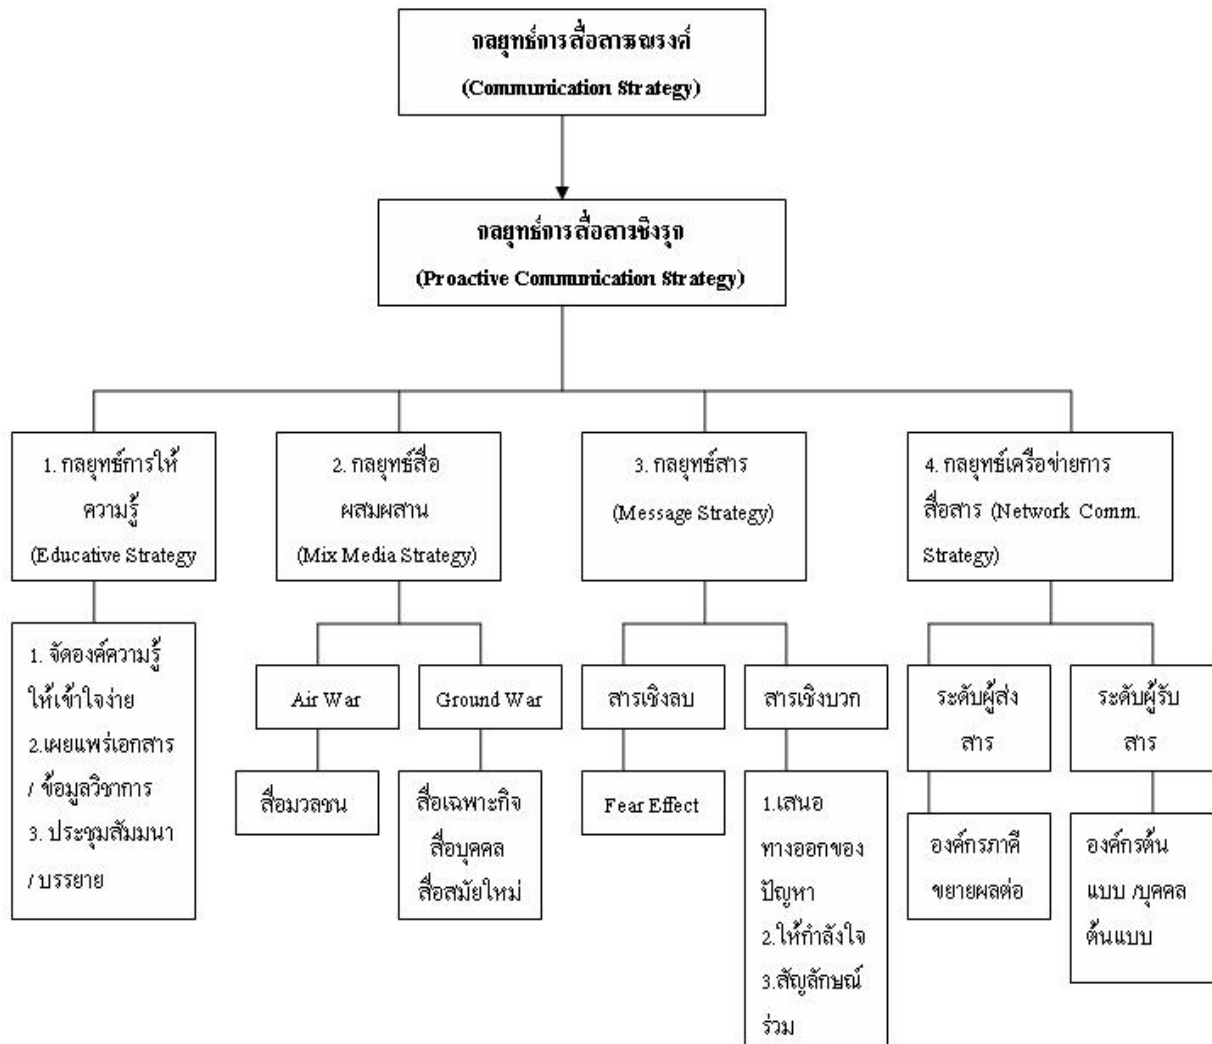 กลยุทธ์การสื่อสารรณรงค์
(Communication Strategy)
กลยุทธ์การสื่อสารเชิงรุก
(Proactive Communication Strategy)
1. กลยุทธ์การให้
ความรู้
(Educative Strategy
2. กลยุทธ์สื่อ
ผสมผสาน
(Mix Media Strategy)
3. กลยุทธ์สาร
(Message Strategy)
4. กลยุทธ์เครือข่ายการ
สื่อสาร (Network Comm.
Strategy)
1. จัดองค์ความรู้
ให้เข้าใจง่าย
2.เผยแพร่เอกสาร
/ ข้อมูลวิชาการ
3. ประชุมสัมมนา
/ บรรยาย
Air War
สื่อมวลชน
Ground War
สื่อเฉพาะกิจ
สื่อบุคคล
สื่อสมัยใหม่
สารเชิงลบ
Fear Effect
สารเชิงบวก
1.เสนอ
ทางออกของ
ปัญหา
2.ให้กำลังใจ
3.สัญลักษณ์
ร่วม
ระดับผู้ส่ง
สาร
องค์กรภาคี
ขยายผลต่อ
ระดับผู้รับ
สาร
องค์กรต้น
แบบ /บุคคล
ต้นแบบ